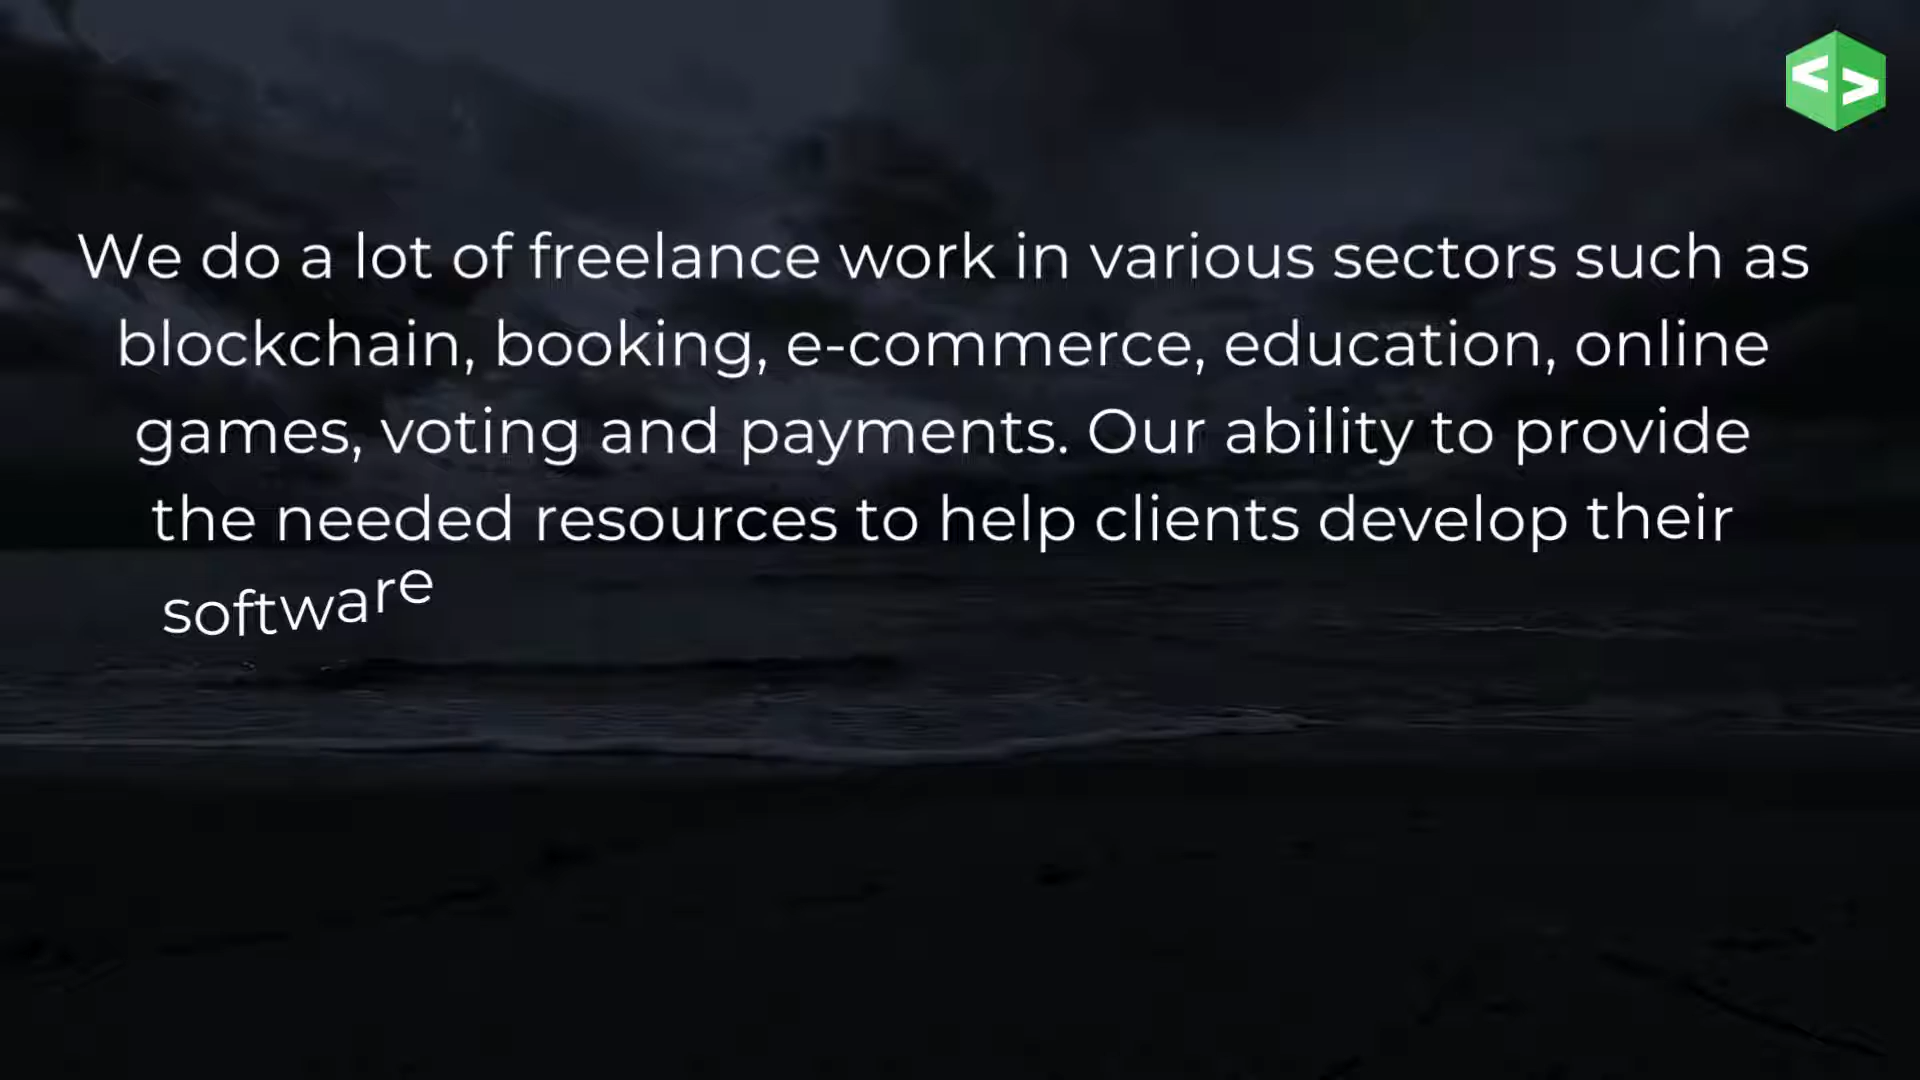 We do a lot of freelance work in various sectors such as
blockchain, booking, e-commerce, education, online
games, voting and payments. Our ability to provide
the needed resources to help clients develop their
software